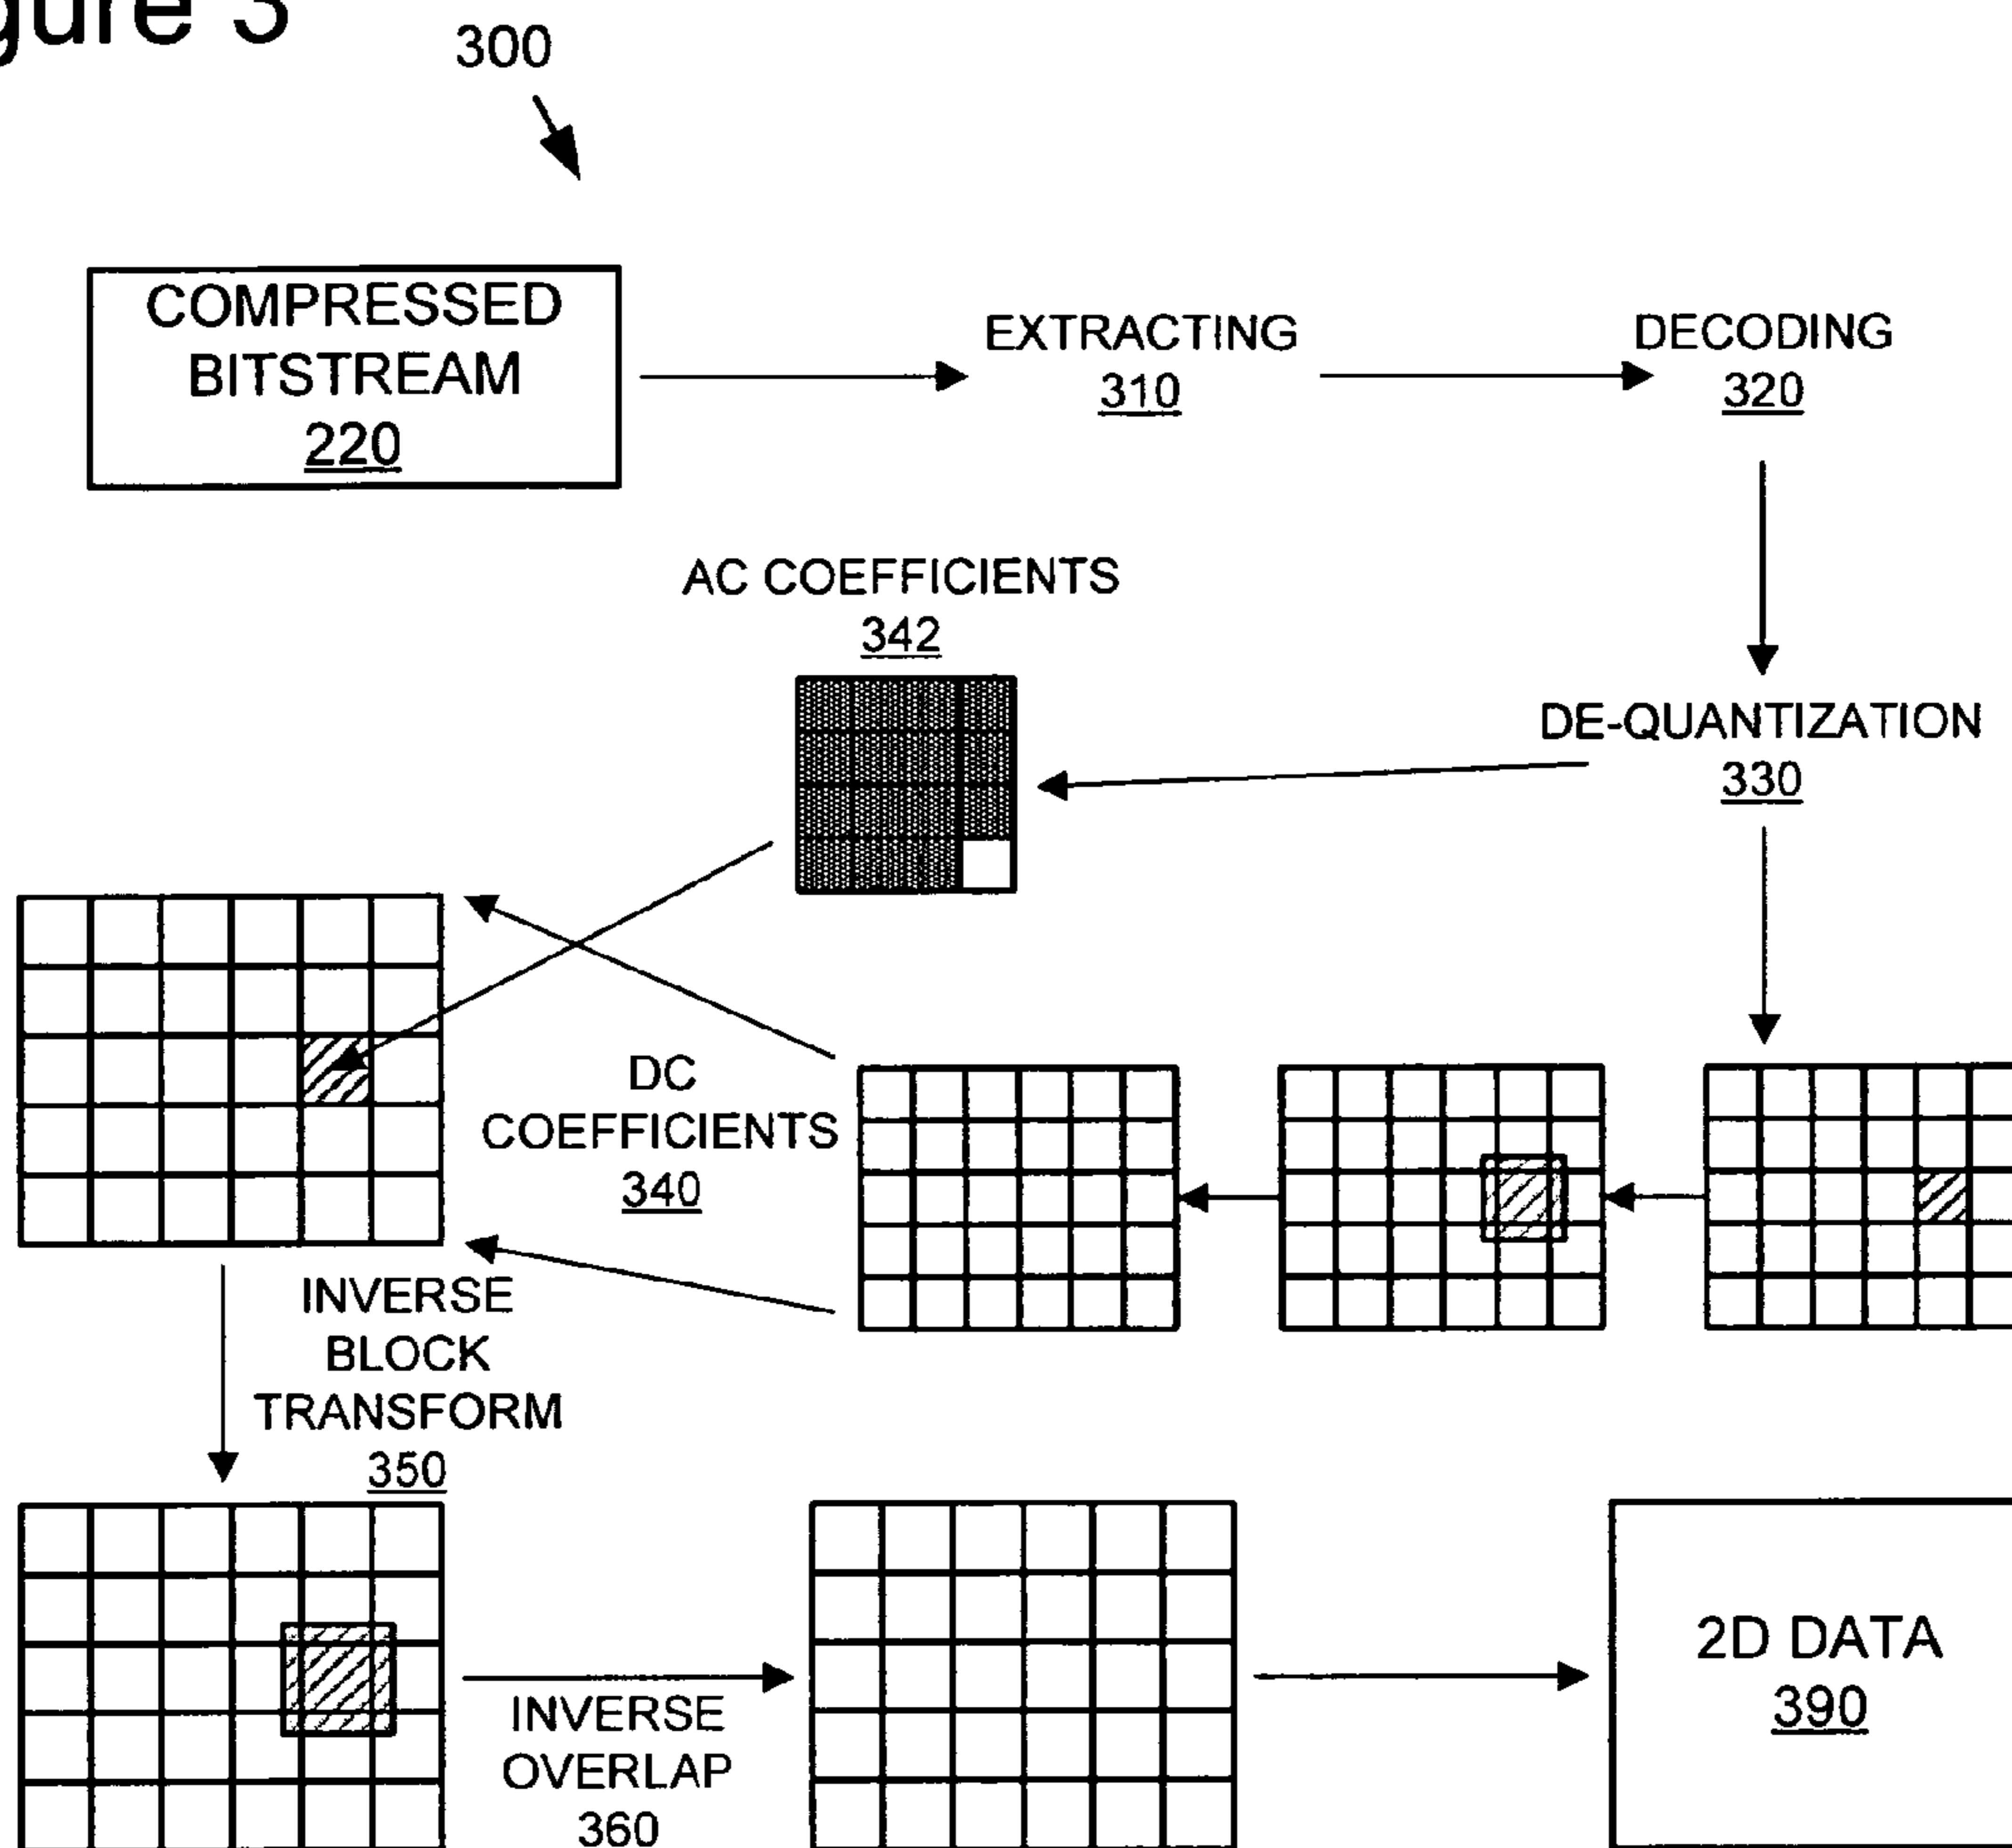 gure 3
300
COMPRESSED
BITSTREAM
220
EXTRACTING
310
DECODING
320
AC COEFFICIENTS
342
DE-QUANTIZATION
330
DC
COEFFICIENTS
340
INVERSE
BLOCK
TRANSFORM
350
INVERSE
OVERLAP
360
2D DATA
390